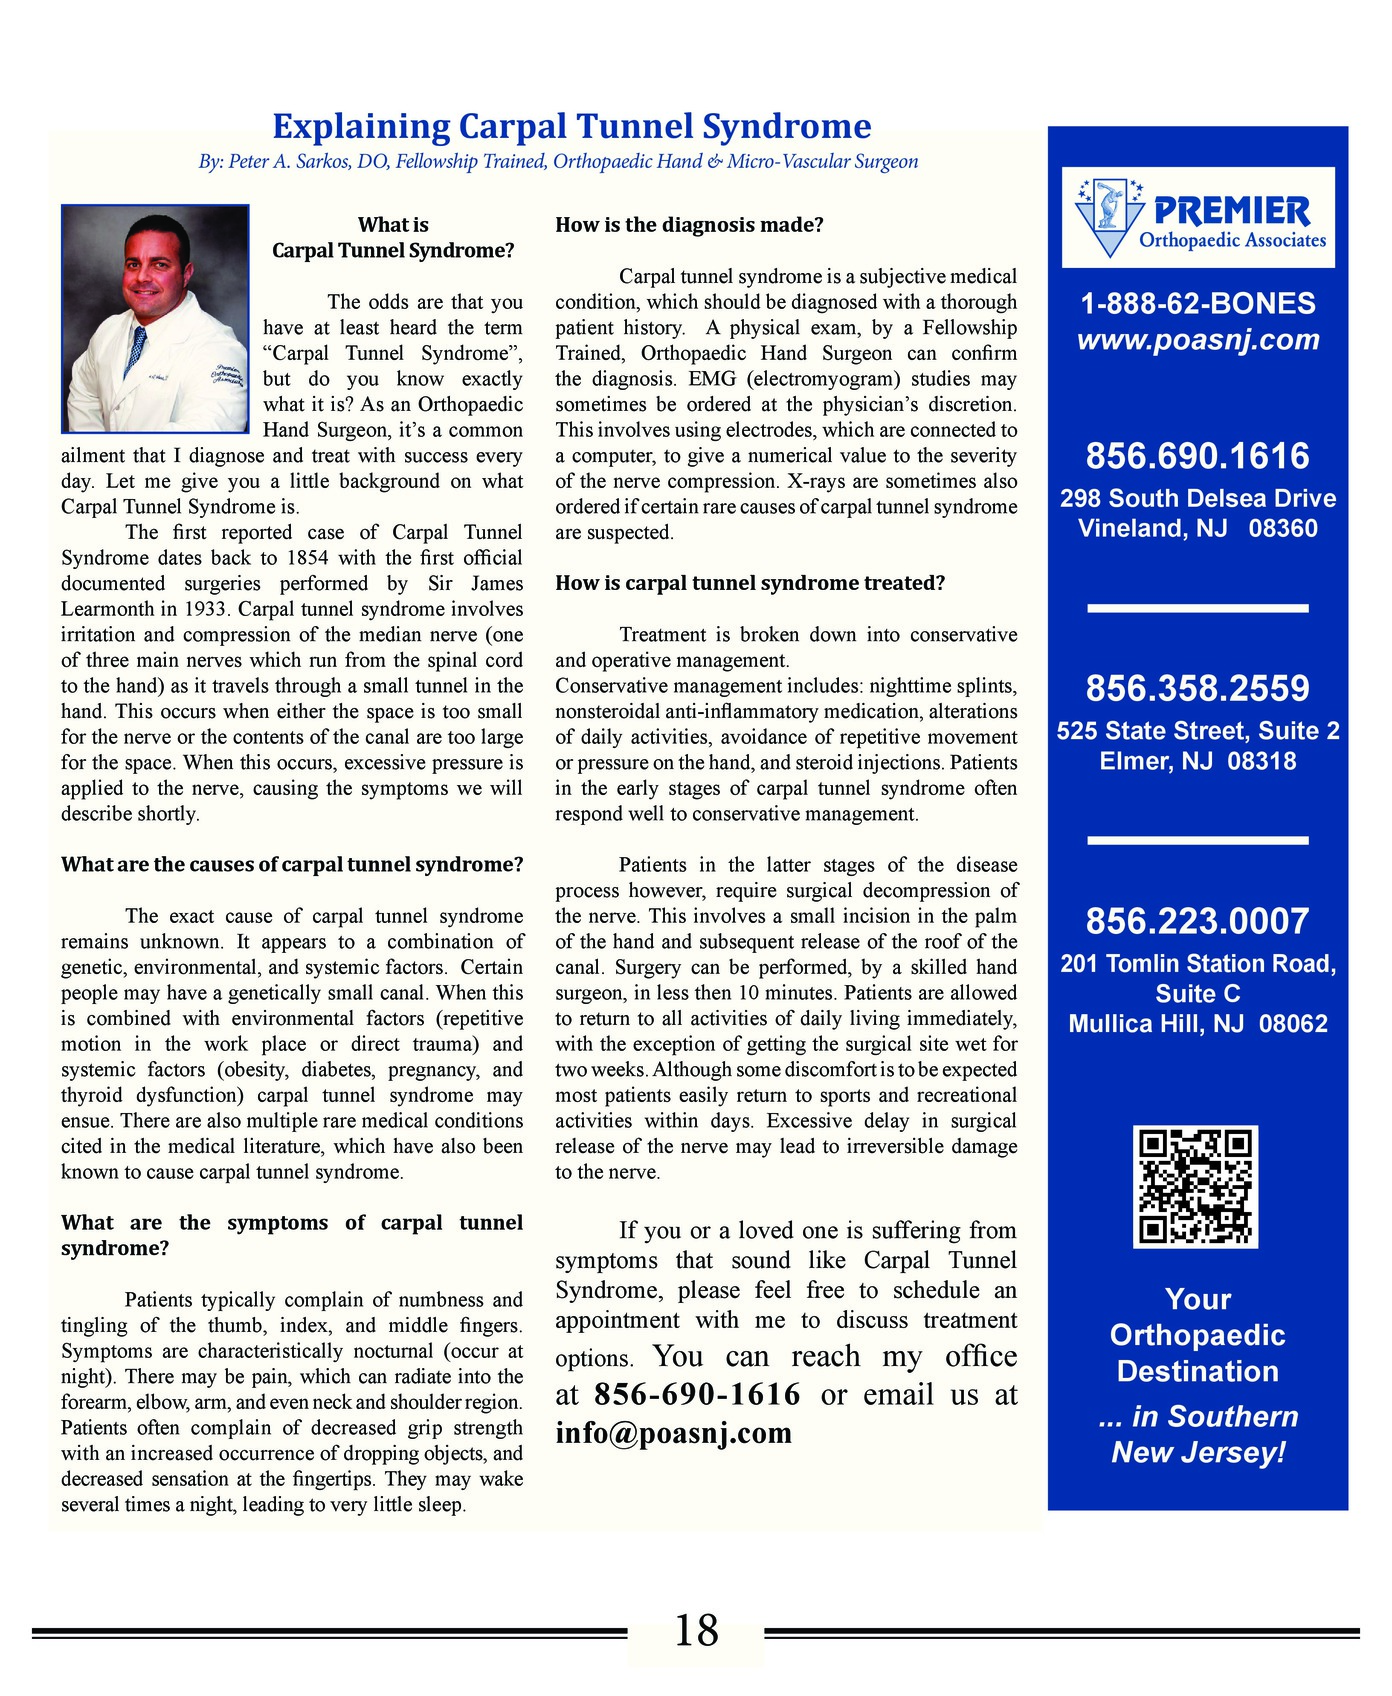 Explaining Carpal Tunnel Syndrome
By: Peter A. Sarkos, DO, Fellowship Trained, Orthopaedic Hand & Micro-Vascular Surgeon
What is
Carpal Tunnel Syndrome?
The odds are that you
have at least heard the term
“Carpal Tunnel Syndrome”,
but do you know exactly
what it is? As an Orthopaedic
Hand Surgeon, it’s a common
ailment that I diagnose and treat with success every
day. Let me give you a little background on what
Carpal Tunnel Syndrome is.
The first reported case of Carpal Tunnel
Syndrome dates back to 1854 with the first official
documented surgeries performed by Sir James
Learmonth in 1933. Carpal tunnel syndrome involves
irritation and compression of the median nerve (one
of three main nerves which run from the spinal cord
to the hand) as it travels through a small tunnel in the
hand. This occurs when either the space is too small
for the nerve or the contents of the canal are too large
for the space. When this occurs, excessive pressure is
applied to the nerve, causing the symptoms we will
describe shortly.
What are the causes of carpal tunnel syndrome?
The exact cause of carpal tunnel syndrome
remains unknown. It appears to a combination of
genetic, environmental, and systemic factors. Certain
people may have a genetically small canal. When this
is combined with environmental factors (repetitive
motion in the work place or direct trauma) and
systemic factors (obesity, diabetes, pregnancy, and
thyroid dysfunction) carpal tunnel syndrome may
ensue. There are also multiple rare medical conditions
cited in the medical literature, which have also been
known to cause carpal tunnel syndrome.
What are the symptoms of carpal tunnel
syndrome?
Patients typically complain of numbness and
tingling of the thumb, index, and middle fingers.
Symptoms are characteristically nocturnal (occur at
night). There may be pain, which can radiate into the
forearm, elbow, arm, and even neck and shoulder region.
Patients often complain of decreased grip strength
with an increased occurrence of dropping objects, and
decreased sensation at the fingertips. They may wake
several times a night, leading to very little sleep.
How is the diagnosis made?
Carpal tunnel syndrome is a subjective medical
condition, which should be diagnosed with a thorough
patient history. A physical exam, by a Fellowship
Trained, Orthopaedic Hand Surgeon can confirm
the diagnosis. EMG (electromyogram) studies may
sometimes be ordered at the physician’s discretion.
This involves using electrodes, which are connected to
a computer, to give a numerical value to the severity
of the nerve compression. X-rays are sometimes also
ordered if certain rare causes of carpal tunnel syndrome
are suspected.
How is carpal tunnel syndrome treated?
Treatment is broken down into conservative
and operative management.
Conservative management includes: nighttime splints,
nonsteroidal anti-inflammatory medication, alterations
of daily activities, avoidance of repetitive movement
or pressure on the hand, and steroid injections. Patients
in the early stages of carpal tunnel syndrome often
respond well to conservative management.
Patients in the latter stages of the disease
process however, require surgical decompression of
the nerve. This involves a small incision in the palm
of the hand and subsequent release of the roof of the
canal. Surgery can be performed, by a skilled hand
surgeon, in less then 10 minutes. Patients are allowed
to return to all activities of daily living immediately,
with the exception of getting the surgical site wet for
two weeks. Although some discomfort is to be expected
most patients easily return to sports and recreational
activities within days. Excessive delay in surgical
release of the nerve may lead to irreversible damage
to the nerve.
If you or a loved one is suffering from
symptoms that sound like Carpal Tunnel
Syndrome, please feel free to schedule an
appointment with me to discuss treatment
options. You can reach my office
at 856-690-1616 or email us at
info@poasnj.com
Premier
Orthopaedic
Associates
PREMIER
Orthopaedic Associates
1-888-62-BONES
www.poasnj.com
856.690.1616
298 South Delsea Drive
Vineland, NJ 08360
856.358.2559
525 State Street, Suite 2
Elmer, NJ 08318
856.223.0007
201 Tomlin Station Road,
Suite C
Mullica Hill, NJ 08062
Your
Orthopaedic
Destination
... in Southern
New Jersey!
18